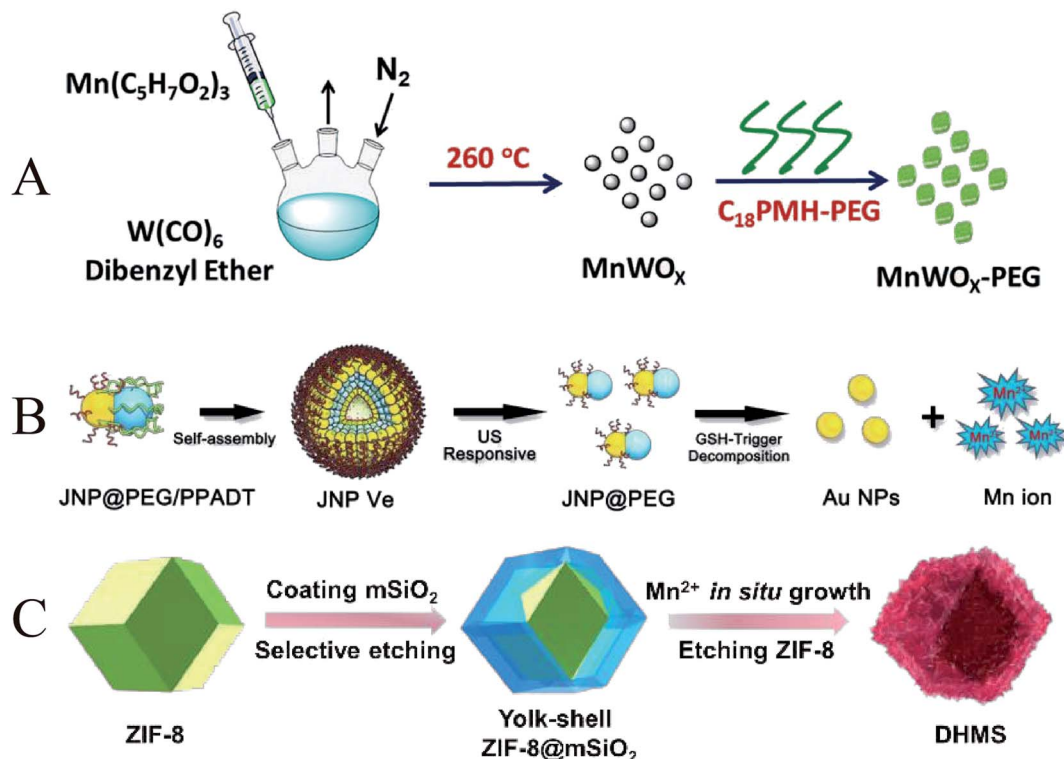 Mn(C₅H₇O₂)₃
N₂
A
260 °C
W(CO)₆
Dibenzyl Ether
MnWOₓ
C₁₈PMH-PEG
MnWOₓ-PEG
B
Self-assembly
US
Responsive
GSH-Trigger
Decomposition
+
Mn²
Mn
Mn²
JNP@PEG/PPADT
JNP Ve
JNP@PEG
Au NPs
Mn ion
C
Coating mSiO₂
Selective etching
Mn²⁺ in situ growth
Etching ZIF-8
ZIF-8
Yolk-shell
ZIF-8@mSiO₂
DHMS